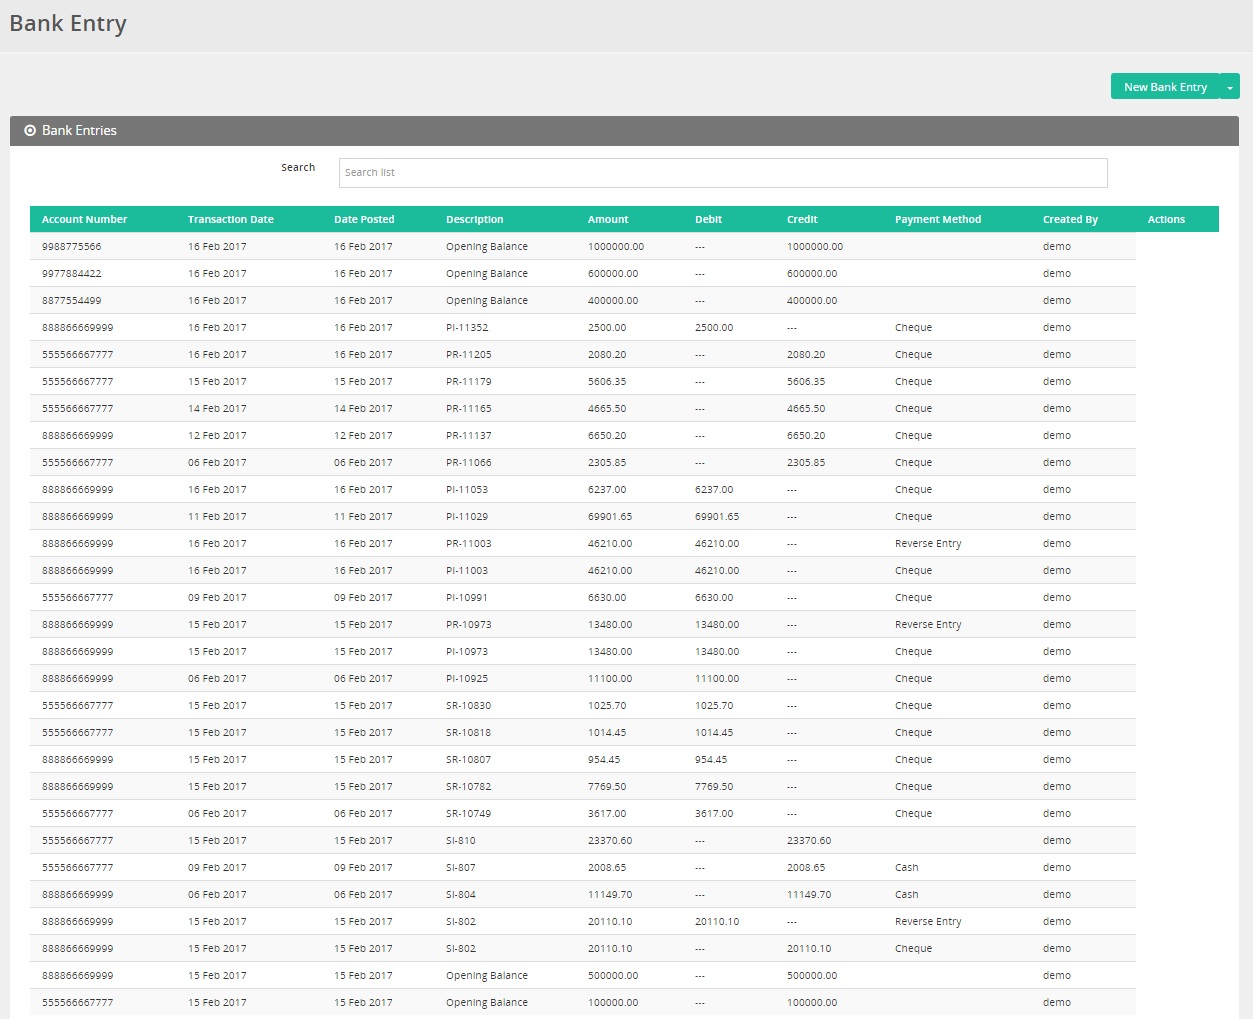 Bank Entry
New Bank Entry
Bank Entries
Search Search list
Account Number Transaction Date Date Posted Description Amount Debit Credit Payment Method Created By Actions
9988775566 16 Feb 2017 16 Feb 2017 Opening Balance 1000000.00 --- 1000000.00 demo
9977884422 16 Feb 2017 16 Feb 2017 Opening Balance 600000.00 --- 600000.00 demo
8877554499 16 Feb 2017 16 Feb 2017 Opening Balance 400000.00 --- 400000.00 demo
888866669999 16 Feb 2017 16 Feb 2017 PI-11352 2500.00 2500.00 --- Cheque demo
555566667777 16 Feb 2017 16 Feb 2017 PR-11205 2080.20 --- 2080.20 Cheque demo
555566667777 15 Feb 2017 15 Feb 2017 PR-11179 5606.35 --- 5606.35 Cheque demo
555566667777 14 Feb 2017 14 Feb 2017 PR-11165 4665.50 --- 4665.50 Cheque demo
888866669999 12 Feb 2017 12 Feb 2017 PR-11137 6650.20 --- 6650.20 Cheque demo
555566667777 06 Feb 2017 06 Feb 2017 PR-11066 2305.85 --- 2305.85 Cheque demo
888866669999 16 Feb 2017 16 Feb 2017 PI-11053 6237.00 6237.00 --- Cheque demo
888866669999 11 Feb 2017 11 Feb 2017 PI-11029 69901.65 69901.65 --- Cheque demo
888866669999 16 Feb 2017 16 Feb 2017 PR-11003 46210.00 46210.00 --- Reverse Entry demo
888866669999 16 Feb 2017 16 Feb 2017 PI-11003 46210.00 46210.00 --- Cheque demo
555566667777 09 Feb 2017 09 Feb 2017 PI-10991 6630.00 6630.00 --- Cheque demo
888866669999 15 Feb 2017 15 Feb 2017 PR-10973 13480.00 13480.00 --- Reverse Entry demo
888866669999 15 Feb 2017 15 Feb 2017 PI-10973 13480.00 13480.00 --- Cheque demo
888866669999 06 Feb 2017 06 Feb 2017 PI-10925 11100.00 11100.00 --- Cheque demo
555566667777 15 Feb 2017 15 Feb 2017 SR-10830 1025.70 1025.70 --- Cheque demo
555566667777 15 Feb 2017 15 Feb 2017 SR-10818 1014.45 1014.45 --- Cheque demo
888866669999 15 Feb 2017 15 Feb 2017 SR-10807 954.45 954.45 --- Cheque demo
888866669999 15 Feb 2017 15 Feb 2017 SR-10782 7769.50 7769.50 --- Cheque demo
555566667777 06 Feb 2017 06 Feb 2017 SR-10749 3617.00 3617.00 --- Cheque demo
555566667777 15 Feb 2017 15 Feb 2017 SI-810 23370.60 --- 23370.60 demo
555566667777 09 Feb 2017 09 Feb 2017 SI-807 2008.65 --- 2008.65 Cash demo
888866669999 06 Feb 2017 06 Feb 2017 SI-804 11149.70 --- 11149.70 Cash demo
888866669999 15 Feb 2017 15 Feb 2017 SI-802 20110.10 20110.10 --- Reverse Entry demo
888866669999 15 Feb 2017 15 Feb 2017 SI-802 20110.10 --- 20110.10 Cheque demo
888866669999 15 Feb 2017 15 Feb 2017 Opening Balance 500000.00 --- 500000.00 demo
555566667777 15 Feb 2017 15 Feb 2017 Opening Balance 100000.00 --- 100000.00 demo